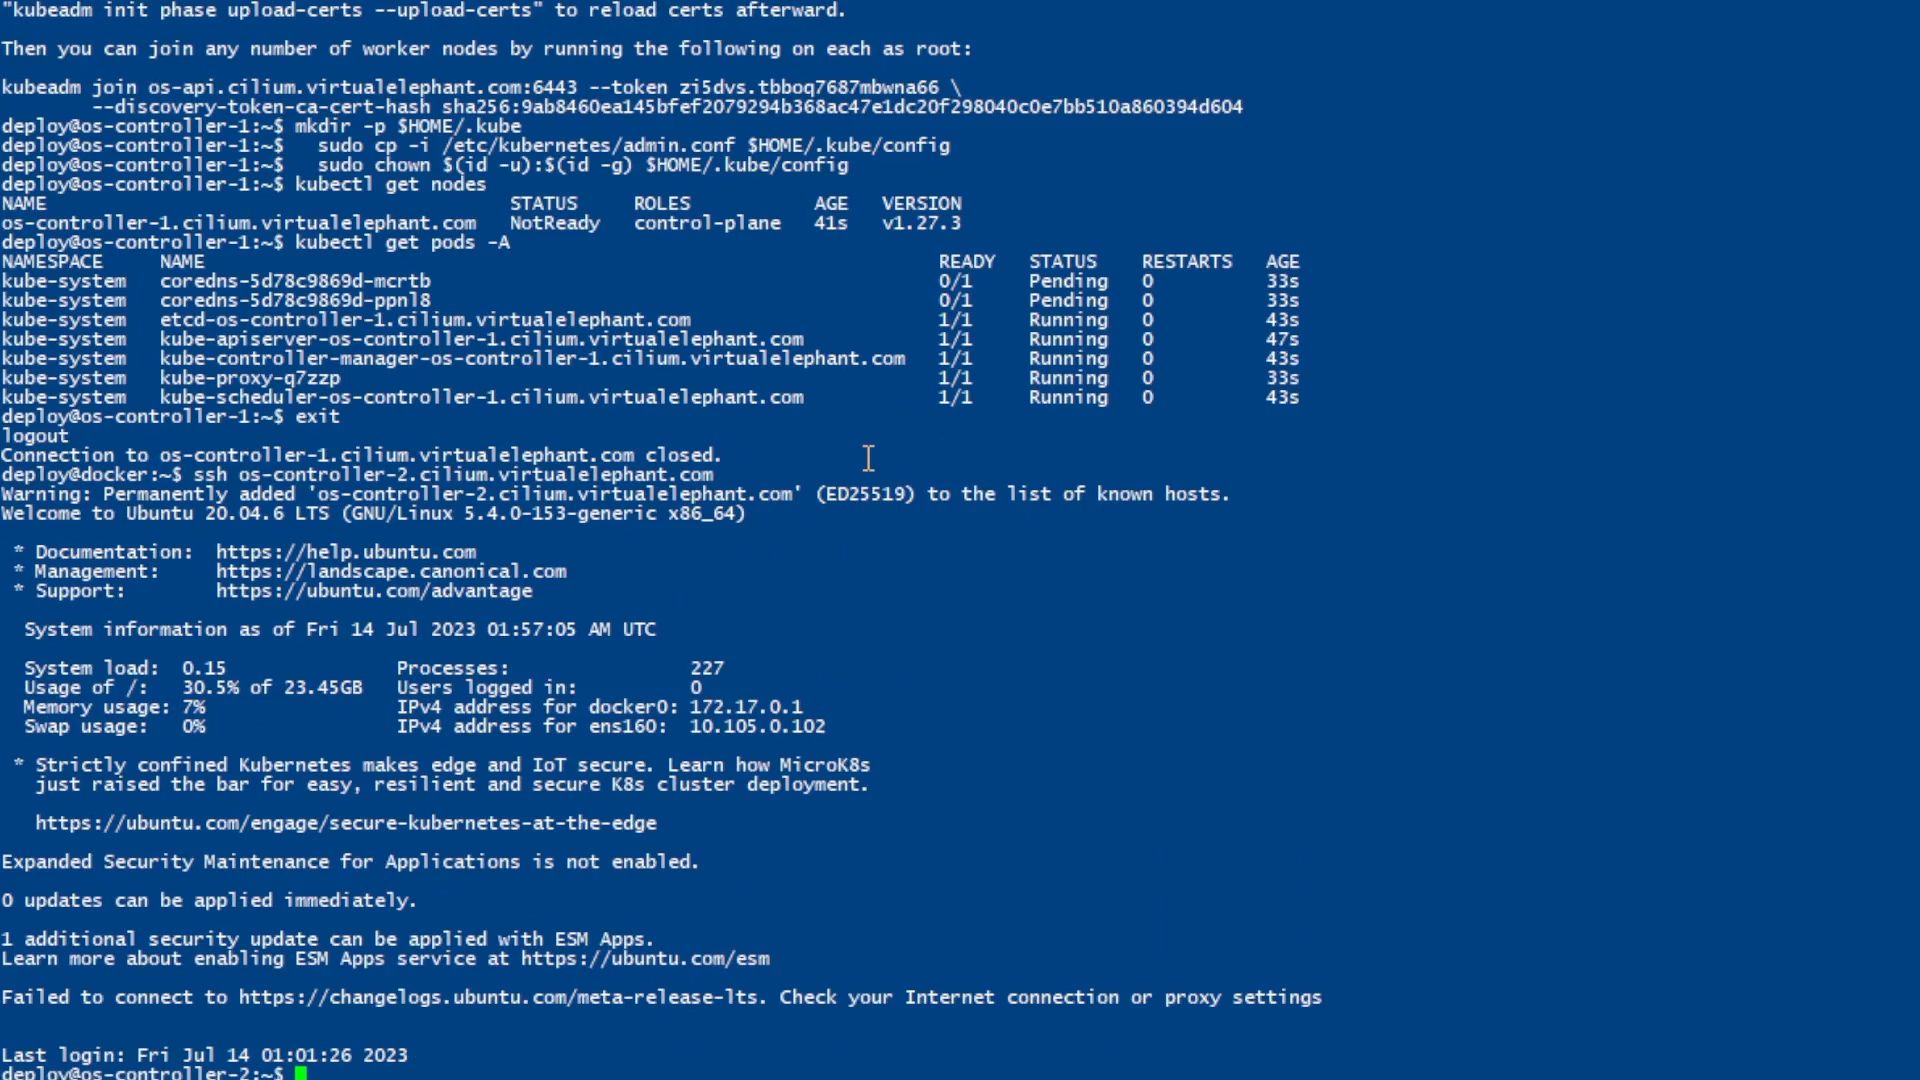 "kubeadm init phase upload-certs --upload-certs" to reload certs afterward.
Then you can join any number of worker nodes by running the following on each as root:
kubeadm join os-api.cilium.virtualelephant.com:6443 --token zi5dvs.tbboq7687mbwna66 \
--discovery-token-ca-cert-hash sha256:9ab8460ea145bfef2079294b368ac47e1dc20f298040c0e7bb510a860394d604
deploy@os-controller-1:~$ mkdir -p $HOME/.kube
deploy@os-controller-1:~$   sudo cp -i /etc/kubernetes/admin.conf $HOME/.kube/config
deploy@os-controller-1:~$   sudo chown $(id -u):$(id -g) $HOME/.kube/config
deploy@os-controller-1:~$ kubectl get nodes
NAME STATUS ROLES AGE VERSION
os-controller-1.cilium.virtualelephant.com NotReady control-plane 41s v1.27.3
deploy@os-controller-1:~$ kubectl get pods -A
NAMESPACE NAME READY STATUS RESTARTS AGE
kube-system coredns-5d78c9869d-mcrtb 0/1 Pending 0 33s
kube-system coredns-5d78c9869d-ppnl8 0/1 Pending 0 33s
kube-system etcd-os-controller-1.cilium.virtualelephant.com 1/1 Running 0 43s
kube-system kube-apiserver-os-controller-1.cilium.virtualelephant.com 1/1 Running 0 47s
kube-system kube-controller-manager-os-controller-1.cilium.virtualelephant.com 1/1 Running 0 43s
kube-system kube-proxy-q7zzp 1/1 Running 0 33s
kube-system kube-scheduler-os-controller-1.cilium.virtualelephant.com 1/1 Running 0 43s
deploy@os-controller-1:~$ exit
logout
Connection to os-controller-1.cilium.virtualelephant.com closed.
deploy@docker:~$ ssh os-controller-2.cilium.virtualelephant.com
Warning: Permanently added 'os-controller-2.cilium.virtualelephant.com' (ED25519) to the list of known hosts.
Welcome to Ubuntu 20.04.6 LTS (GNU/Linux 5.4.0-153-generic x86_64)
* Documentation:  https://help.ubuntu.com
* Management:     https://landscape.canonical.com
* Support:        https://ubuntu.com/advantage
System information as of Fri 14 Jul 2023 01:57:05 AM UTC
System load:  0.15 Processes: 227
Usage of /:   30.5% of 23.45GB Users logged in: 0
Memory usage: 7% IPv4 address for docker0: 172.17.0.1
Swap usage:   0% IPv4 address for ens160: 10.105.0.102
* Strictly confined Kubernetes makes edge and IoT secure. Learn how MicroK8s
just raised the bar for easy, resilient and secure K8s cluster deployment.
https://ubuntu.com/engage/secure-kubernetes-at-the-edge
Expanded Security Maintenance for Applications is not enabled.
0 updates can be applied immediately.
1 additional security update can be applied with ESM Apps.
Learn more about enabling ESM Apps service at https://ubuntu.com/esm
Failed to connect to https://changelogs.ubuntu.com/meta-release-lts. Check your Internet connection or proxy settings
Last login: Fri Jul 14 01:01:26 2023
deploy@os-controller-2:~$